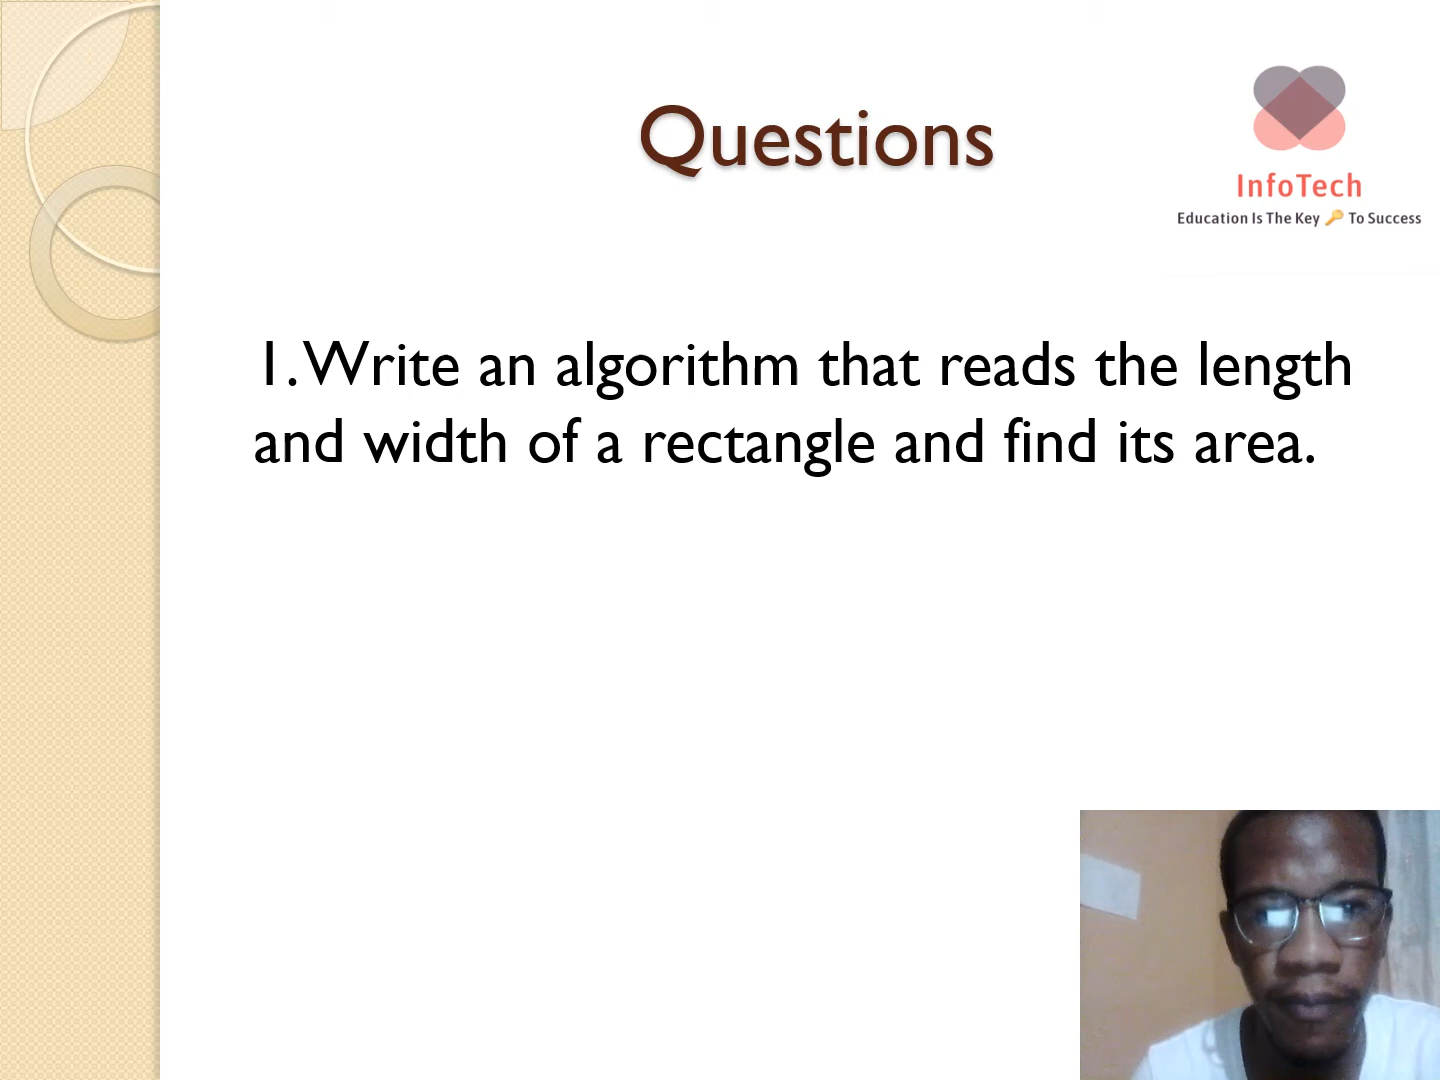 Questions
InfoTech
Education Is The Key 🔑 To Success
1. Write an algorithm that reads the length
and width of a rectangle and find its area.